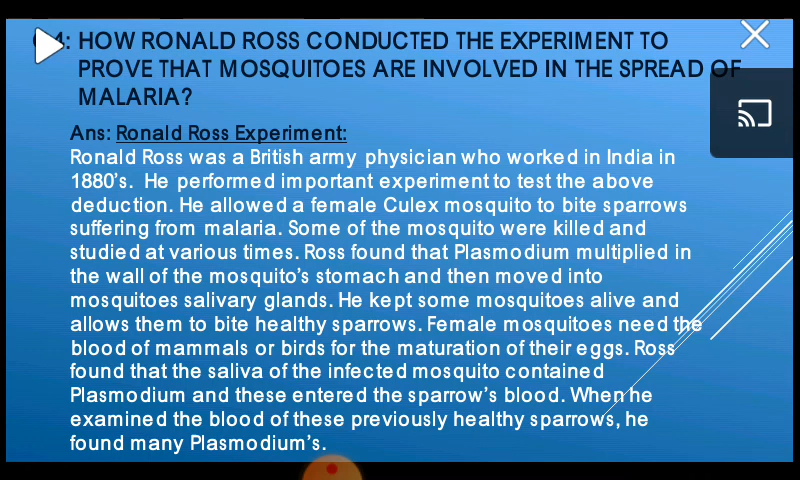 4: HOW RONALD ROSS CONDUCTED THE EXPERIMENT TO
PROVE THAT MOSQUITOES ARE INVOLVED IN THE SPREAD OF
MALARIA?
Ans: Ronald Ross Experiment:
Ronald Ross was a British army physician who worked in India in
1880's. He performed important experiment to test the above
deduction. He allowed a female Culex mosquito to bite sparrows
suffering from malaria. Some of the mosquito were killed and
studied at various times. Ross found that Plasmodium multiplied in
the wall of the mosquito's stomach and then moved into
mosquitoes salivary glands. He kept some mosquitoes alive and
allows them to bite healthy sparrows. Female mosquitoes need the
blood of mammals or birds for the maturation of their eggs. Ross
found that the saliva of the infected mosquito contained
Plasmodium and these entered the sparrow's blood. When he
examined the blood of these previously healthy sparrows, he
found many Plasmodium's.